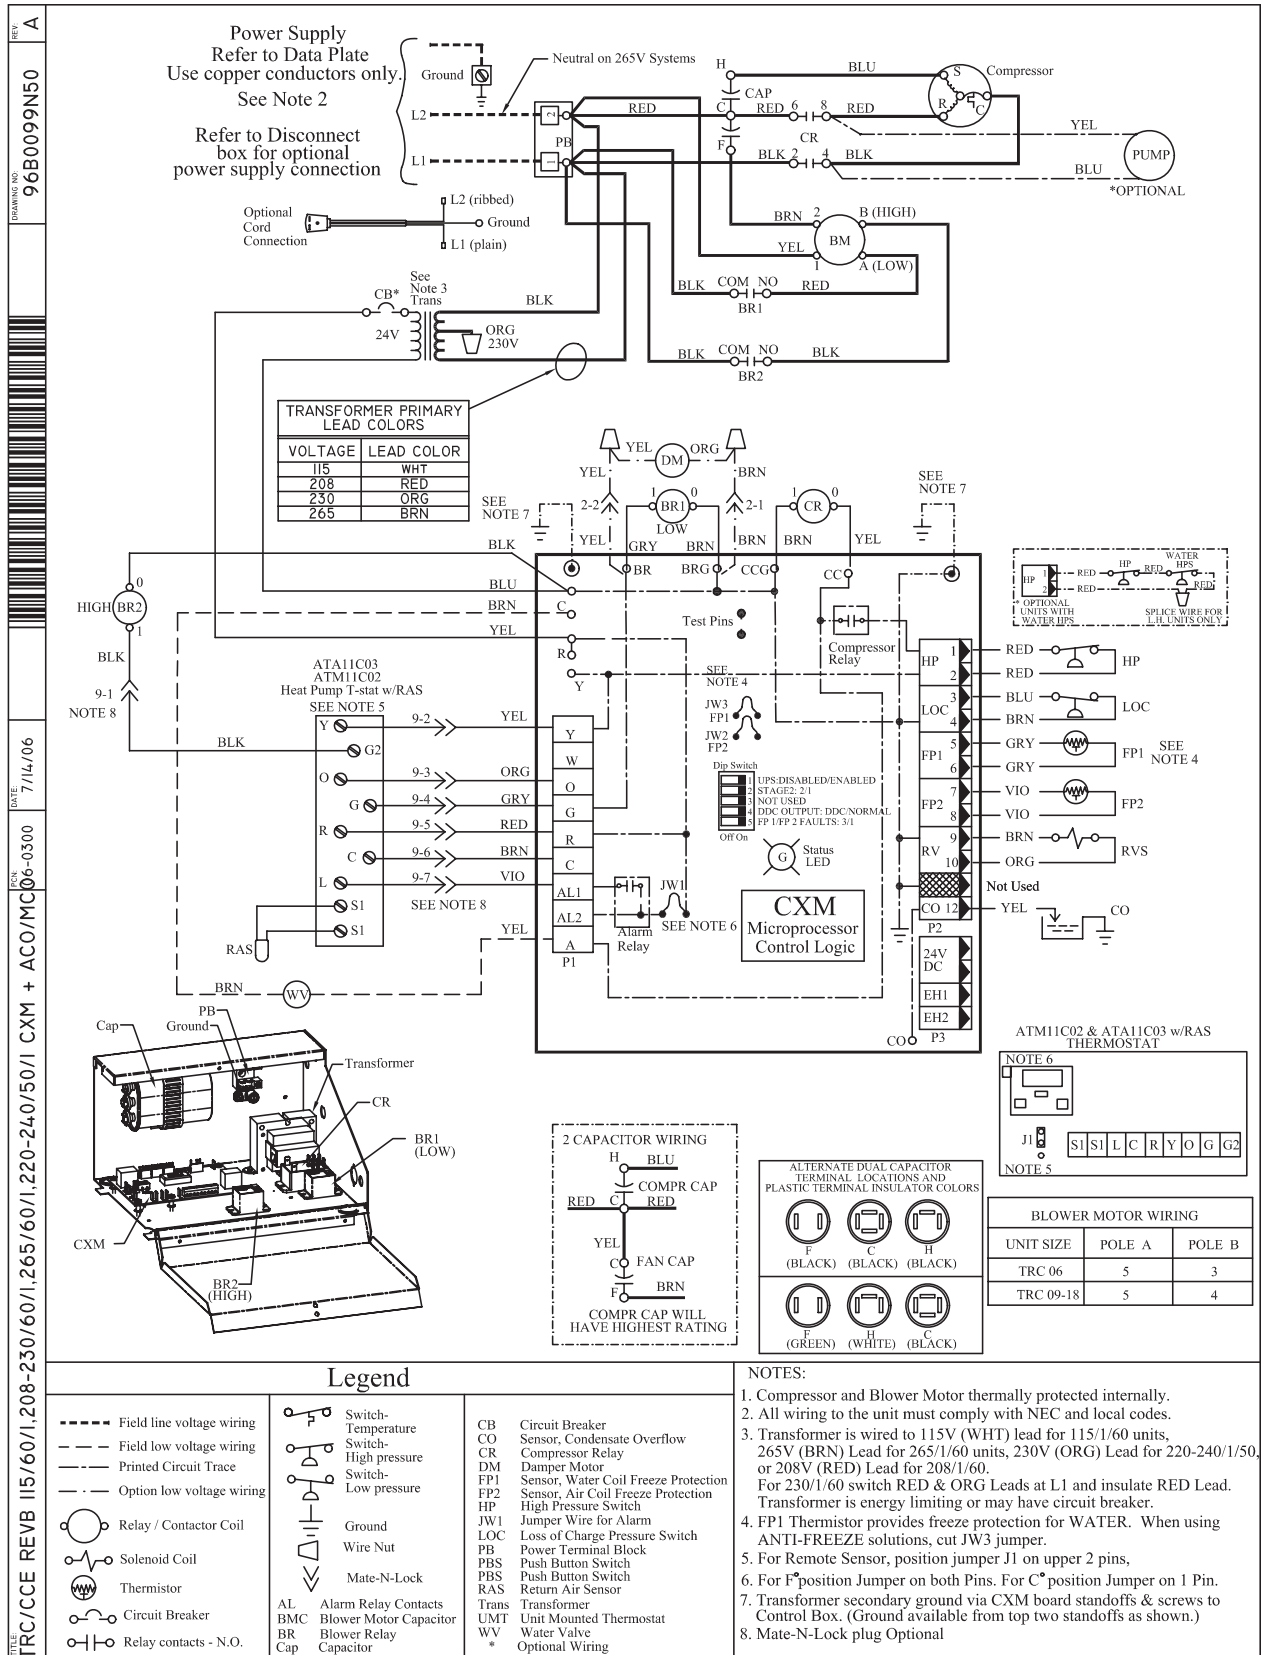 REV:
A
DRAWING NO:
96B0099N50
DATE:
7/14/06
PCN:
06-0300
TITLE:
TRC/CCE REVB 115/60/1,208-230/60/1,265/60/1,220-240/50/1 CXM + ACO/MCO
Power Supply
Refer to Data Plate
Use copper conductors only.
See Note 2
Refer to Disconnect
box for optional
power supply connection
Ground
L2
L1
Neutral on 265V Systems
2
PB
1
RED
H
CAP
C
F
BLU
RED 6 8 RED
CR
BLK 2 4 BLK
S
R
C
Compressor
YEL
BLU
PUMP
*OPTIONAL
Optional
Cord
Connection
L2 (ribbed)
Ground
L1 (plain)
BRN 2
B (HIGH)
BM
YEL
1
A (LOW)
BLK COM NO RED
BR1
BLK COM NO BLK
BR2
See
Note 3
Trans
CB*
24V
BLK
ORG
230V
TRANSFORMER PRIMARY
LEAD COLORS
VOLTAGE LEAD COLOR
115 WHT
208 RED
230 ORG
265 BRN
YEL DM ORG
YEL BRN
2-2 1 BR1 0 2-1
LOW
1 CR 0
SEE
NOTE 7
SEE
NOTE 7
YEL GRY BRN BRN BRN YEL
BR BRG CCG CC
BLK
BLU
BRN C
YEL
R
Y
0
HIGH BR2
1
BLK
9-1
NOTE 8
BLK
Test Pins
Compressor
Relay
SEE
NOTE 4
JW3
FP1
JW2
FP2
Dip Switch
1 UPS:DISABLED/ENABLED
2 STAGE2: 2/1
3 NOT USED
4 DDC OUTPUT: DDC/NORMAL
5 FP 1/FP 2 FAULTS: 3/1
Off On
G
Status
LED
CXM
Microprocessor
Control Logic
ATA11C03
ATM11C02
Heat Pump T-stat w/RAS
SEE NOTE 5
Y 9-2 YEL Y
G2
W
O 9-3 ORG O
G 9-4 GRY G
R 9-5 RED R
C 9-6 BRN C
L 9-7 VIO AL1
SEE NOTE 8
S1
S1
RAS
AL2
YEL A
P1
BRN WV
Alarm
Relay
JW1
SEE NOTE 6
HP 1 2
LOC 3 4
FP1 5 6
FP2 7 8
RV 9 10
CO 12
P2
24V
DC
EH1
EH2
P3
CO
RED
RED
HP
BLU
BRN
LOC
GRY
GRY
FP1
SEE
NOTE 4
VIO
VIO
FP2
BRN
ORG
RVS
Not Used
YEL
CO
HP 1 2
RED HP RED WATER
HPS
RED RED
* OPTIONAL
UNITS WITH
WATER HPS
SPLICE WIRE FOR
L.H. UNITS ONLY
Cap
PB
Ground
Transformer
CR
BR1
(LOW)
CXM
BR2
(HIGH)
2 CAPACITOR WIRING
H BLU
COMPR CAP
RED C RED
YEL
C FAN CAP
F BRN
COMPR CAP WILL
HAVE HIGHEST RATING
ALTERNATE DUAL CAPACITOR
TERMINAL LOCATIONS AND
PLASTIC TERMINAL INSULATOR COLORS
F C H
(BLACK) (BLACK) (BLACK)
F H C
(GREEN) (WHITE) (BLACK)
ATM11C02 & ATA11C03 w/RAS
THERMOSTAT
NOTE 6
J1
NOTE 5
S1 S1 L C R Y O G G2
BLOWER MOTOR WIRING
UNIT SIZE POLE A POLE B
TRC 06 5 3
TRC 09-18 5 4
Legend
Field line voltage wiring
Field low voltage wiring
Printed Circuit Trace
Option low voltage wiring
Relay / Contactor Coil
Solenoid Coil
Thermistor
Circuit Breaker
Relay contacts - N.O.
Switch-
Temperature
Switch-
High pressure
Switch-
Low pressure
Ground
Wire Nut
Mate-N-Lock
AL Alarm Relay Contacts
BMC Blower Motor Capacitor
BR Blower Relay
Cap Capacitor
CB Circuit Breaker
CO Sensor, Condensate Overflow
CR Compressor Relay
DM Damper Motor
FP1 Sensor, Water Coil Freeze Protection
FP2 Sensor, Air Coil Freeze Protection
HP High Pressure Switch
JW1 Jumper Wire for Alarm
LOC Loss of Charge Pressure Switch
PB Power Terminal Block
PBS Push Button Switch
PBS Push Button Switch
RAS Return Air Sensor
Trans Transformer
UMT Unit Mounted Thermostat
WV Water Valve
* Optional Wiring
NOTES:
1. Compressor and Blower Motor thermally protected internally.
2. All wiring to the unit must comply with NEC and local codes.
3. Transformer is wired to 115V (WHT) lead for 115/1/60 units,
265V (BRN) Lead for 265/1/60 units, 230V (ORG) Lead for 220-240/1/50,
or 208V (RED) Lead for 208/1/60.
For 230/1/60 switch RED & ORG Leads at L1 and insulate RED Lead.
Transformer is energy limiting or may have circuit breaker.
4. FP1 Thermistor provides freeze protection for WATER. When using
ANTI-FREEZE solutions, cut JW3 jumper.
5. For Remote Sensor, position jumper J1 on upper 2 pins,
6. For F° position Jumper on both Pins. For C° position Jumper on 1 Pin.
7. Transformer secondary ground via CXM board standoffs & screws to
Control Box. (Ground available from top two standoffs as shown.)
8. Mate-N-Lock plug Optional